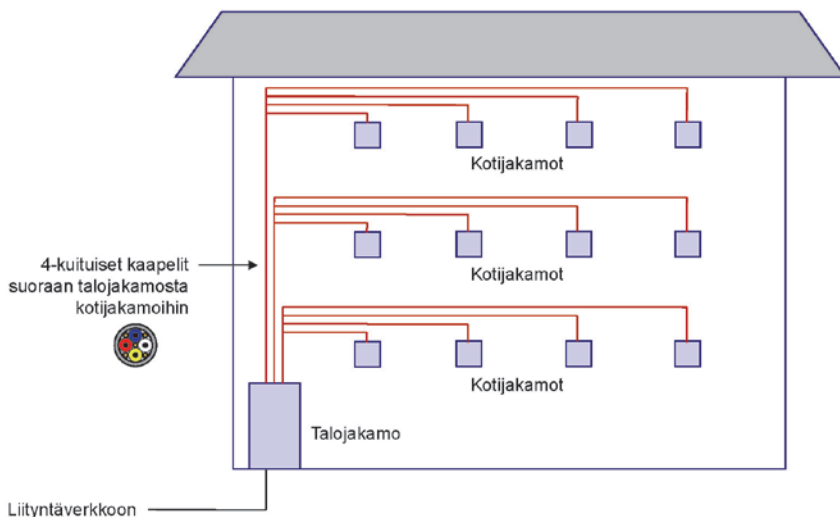 Kotijakamot
4-kuituiset kaapelit
suoraan talojakamosta
kotijakamoihin
Kotijakamot
Kotijakamot
Talojakamo
Liityntäverkkoon